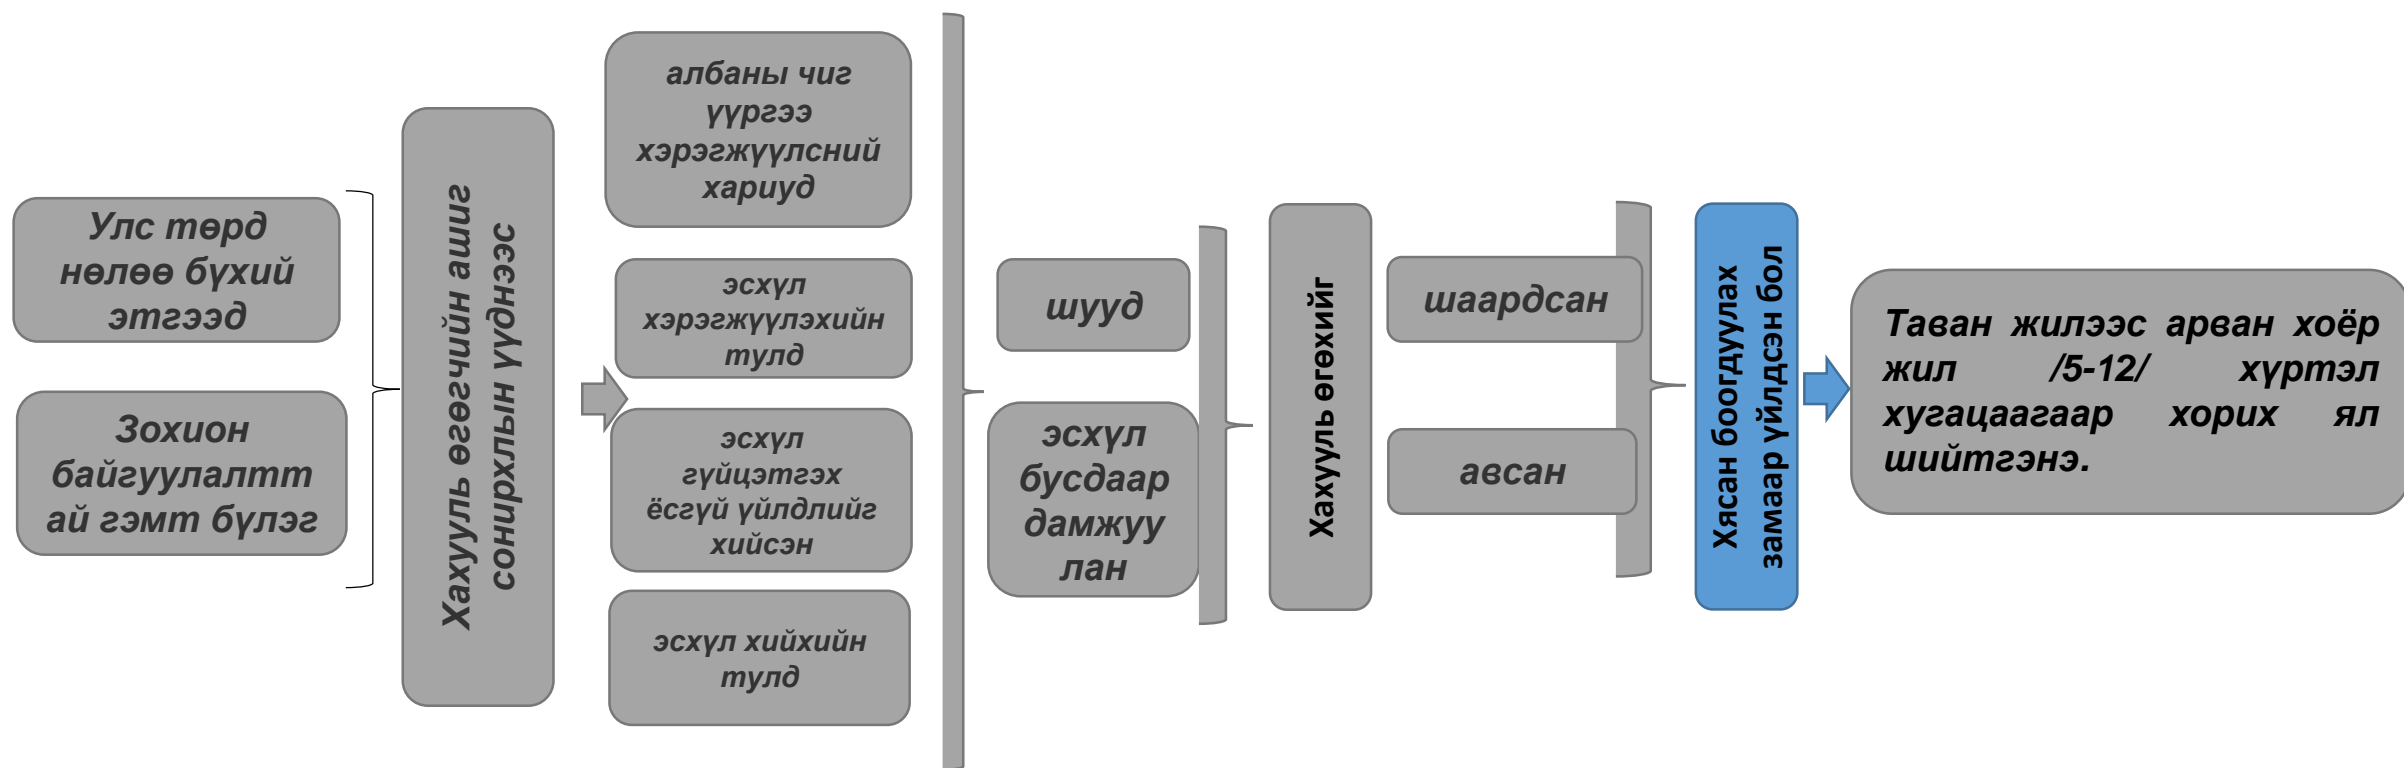 Улс төрд
нөлөө бүхий
этгээд
Зохион
байгуулалтт
ай гэмт бүлэг
Хахууль өгөгчийн ашиг
сонирхлын үүднээс
албаны чиг
үүргээ
хэрэгжүүлсний
хариуд
эсхүл
хэрэгжүүлэхийн
тулд
эсхүл
гүйцэтгэх
ёсгүй үйлдлийг
хийсэн
эсхүл хийхийн
тулд
шууд
эсхүл
бусдаар
дамжуу
лан
Хахууль өгөхийг
шаардсан
авсан
Хясан боогдуулах
замаар үйлдсэн бол
Таван жилээс арван хоёр
жил /5-12/ хүртэл
хугацаагаар хорих ял
шийтгэнэ.